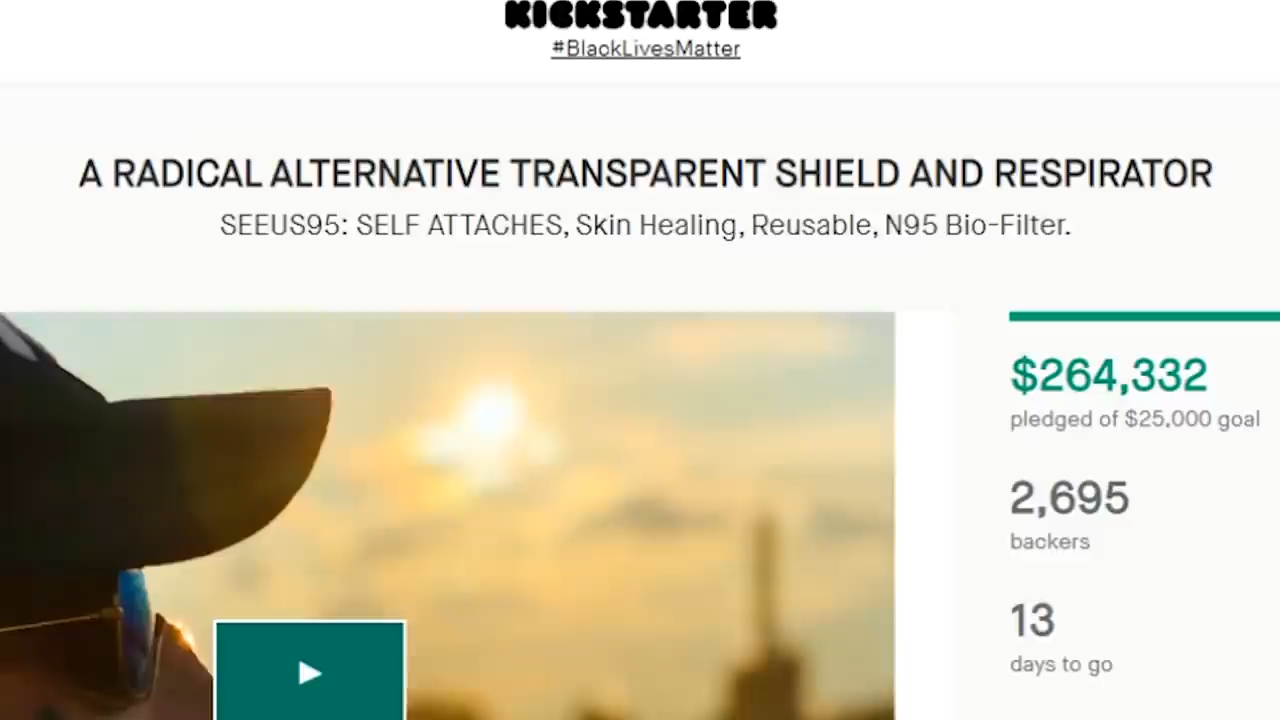 KICKSTARTER
#BlackLivesMatter
A RADICAL ALTERNATIVE TRANSPARENT SHIELD AND RESPIRATOR
SEEUS95: SELF ATTACHES, Skin Healing, Reusable, N95 Bio-Filter.
$264,332
pledged of $25,000 goal
2,695
backers
13
days to go